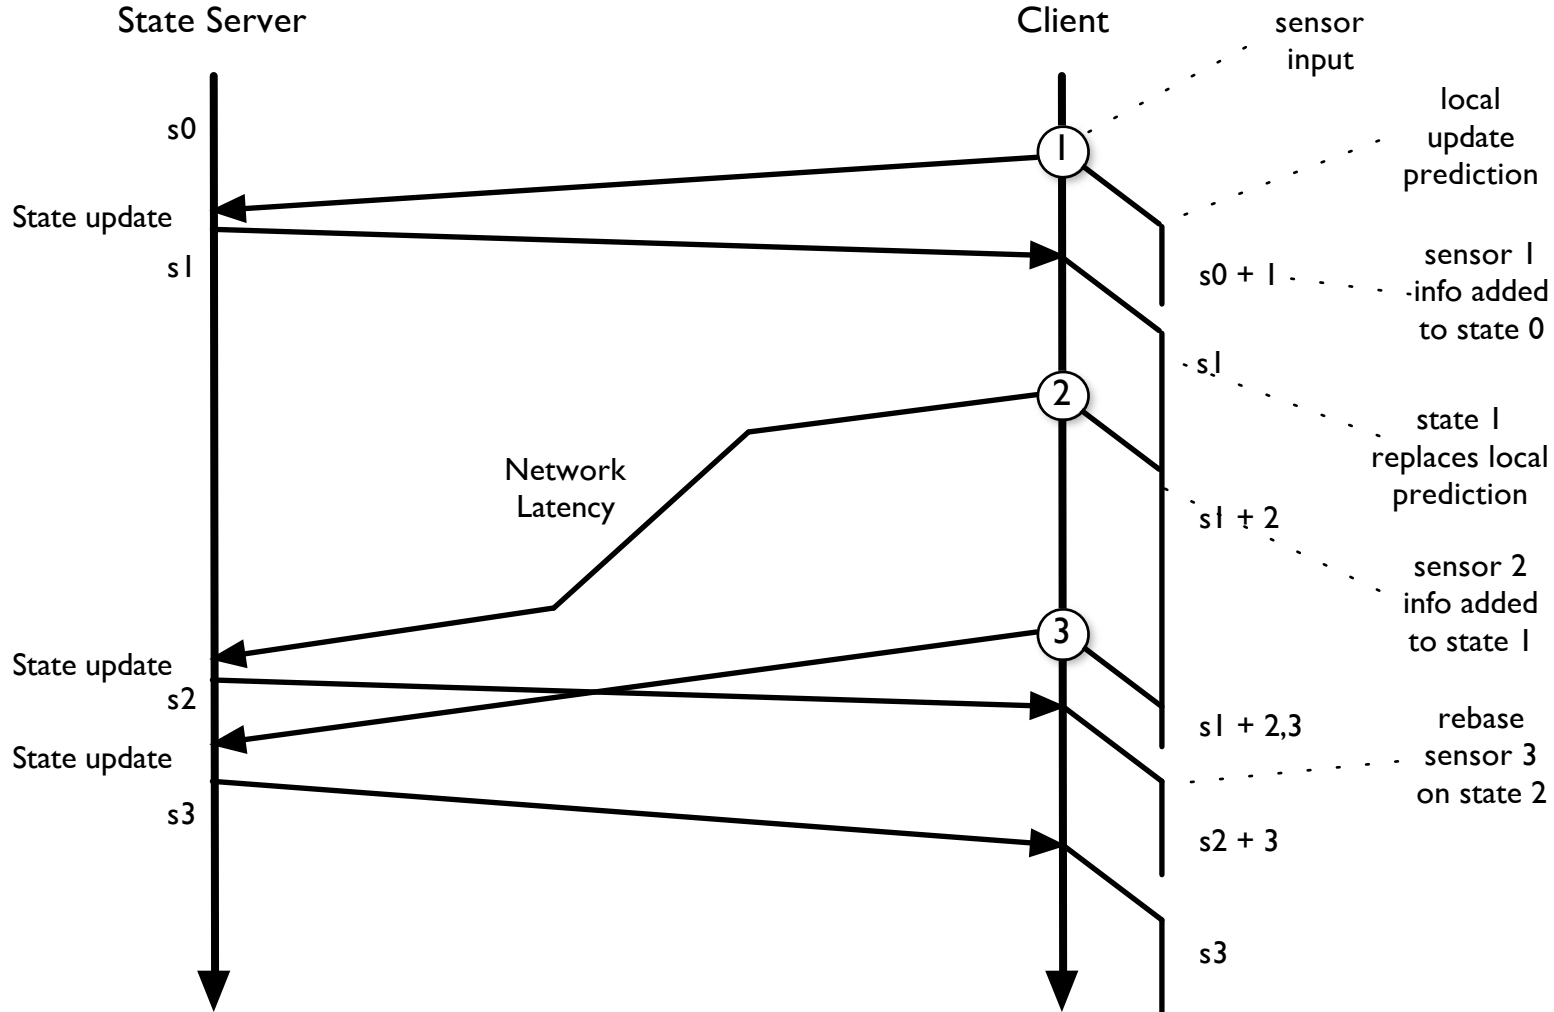 State Server
Client
sensor
input
local
update
prediction
s0
1
State update
s1
s0 + 1
sensor 1
info added
to state 0
s1
2
state 1
replaces local
prediction
Network
Latency
s1 + 2
sensor 2
info added
to state 1
3
State update
s2
s1 + 2,3
rebase
sensor 3
on state 2
State update
s3
s2 + 3
s3